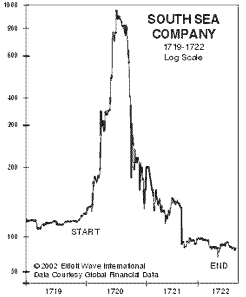 1000
800
600
400
300
200
100
50
SOUTH SEA
COMPANY
1719-1722
Log Scale
START
END
©2002 Elliott Wave International
Data Courtesy Global Financial Data
1719 1720 1721 1722